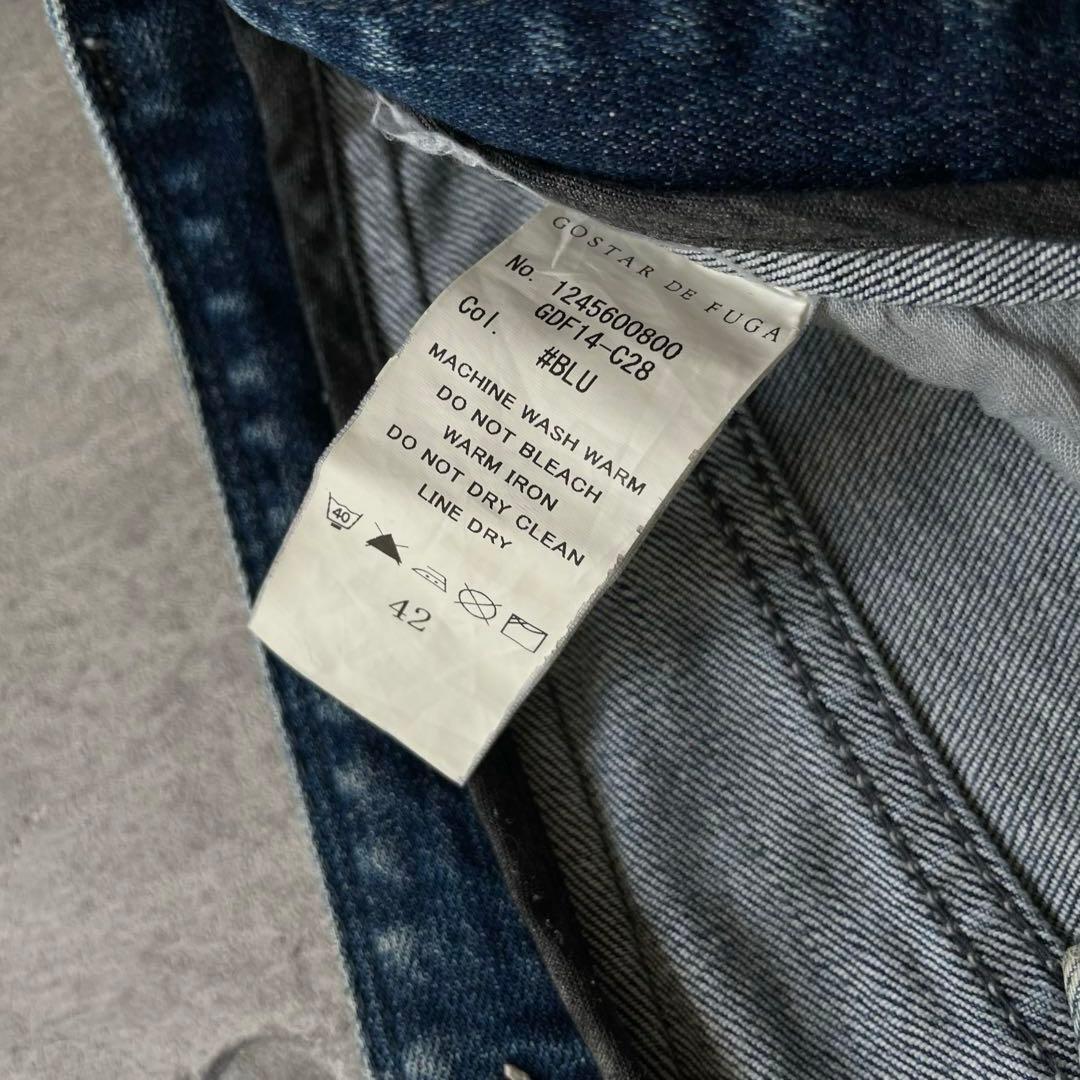 GOSTAR DE FUGA
No. 1245600800
GDF14-C28
Col. #BLU
MACHINE WASH WARM
DO NOT BLEACH
WARM IRON
DO NOT DRY CLEAN
LINE DRY
40
42